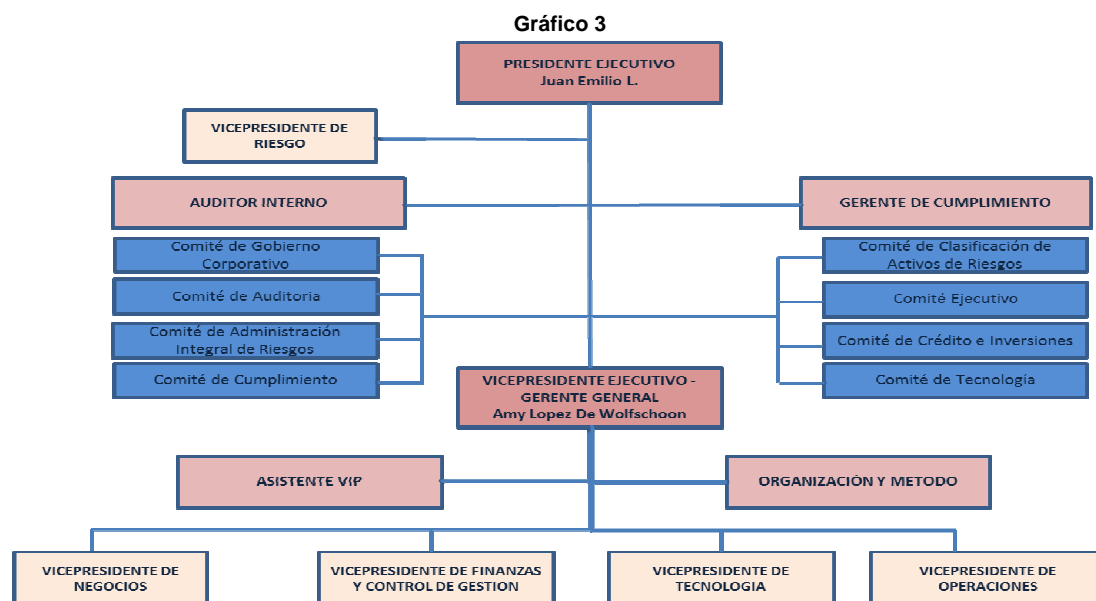 Gráfico 3
PRESIDENTE EJECUTIVO
Juan Emilio L.
VICEPRESIDENTE DE
RIESGO
AUDITOR INTERNO
GERENTE DE CUMPLIMIENTO
Comité de Gobierno
Corporativo
Comité de Auditoria
Comité de Administración
Integral de Riesgos
Comité de Cumplimiento
Comité de Clasificación de
Activos de Riesgos
Comité Ejecutivo
Comité de Crédito e Inversiones
Comité de Tecnología
VICEPRESIDENTE EJECUTIVO -
GERENTE GENERAL
Amy Lopez De Wolfschoon
ASISTENTE VIP
ORGANIZACIÓN Y METODO
VICEPRESIDENTE DE
NEGOCIOS
VICEPRESIDENTE DE FINANZAS
Y CONTROL DE GESTION
VICEPRESIDENTE DE
TECNOLOGIA
VICEPRESIDENTE DE
OPERACIONES